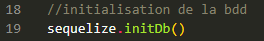 18 //initialisation de la bdd
19 sequelize.initDb()